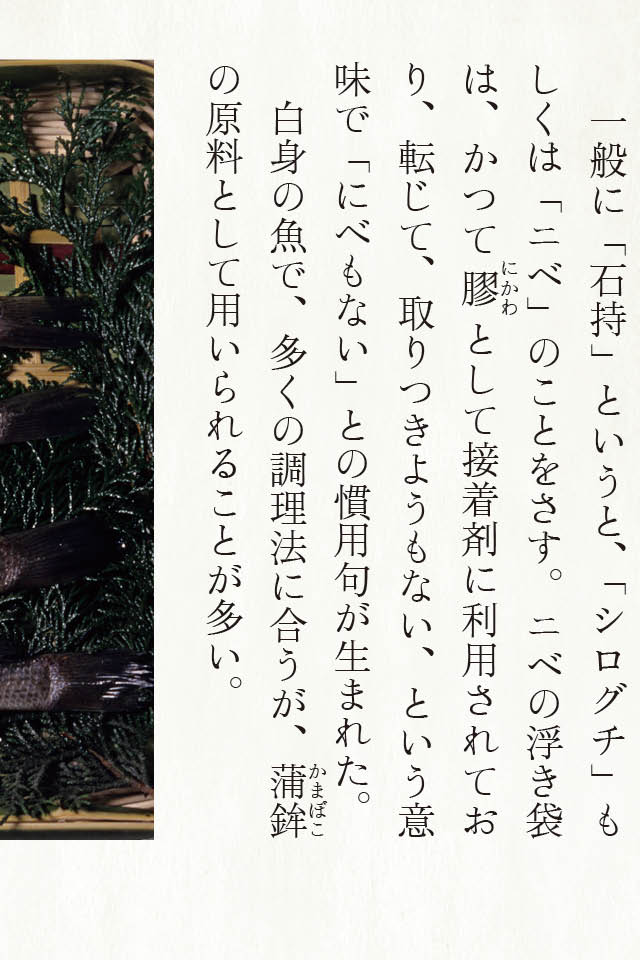 一般に「石持」というと、「シログチ」も
しくは「ニベ」のことをさす。ニベの浮き袋
は、かつて膠として接着剤に利用されてお
にかわ
り、転じて、取りつきようもない、という意
味で「にべもない」との慣用句が生まれた。
白身の魚で、多くの調理法に合うが、蒲鉾
かまぼこ
の原料として用いられることが多い。